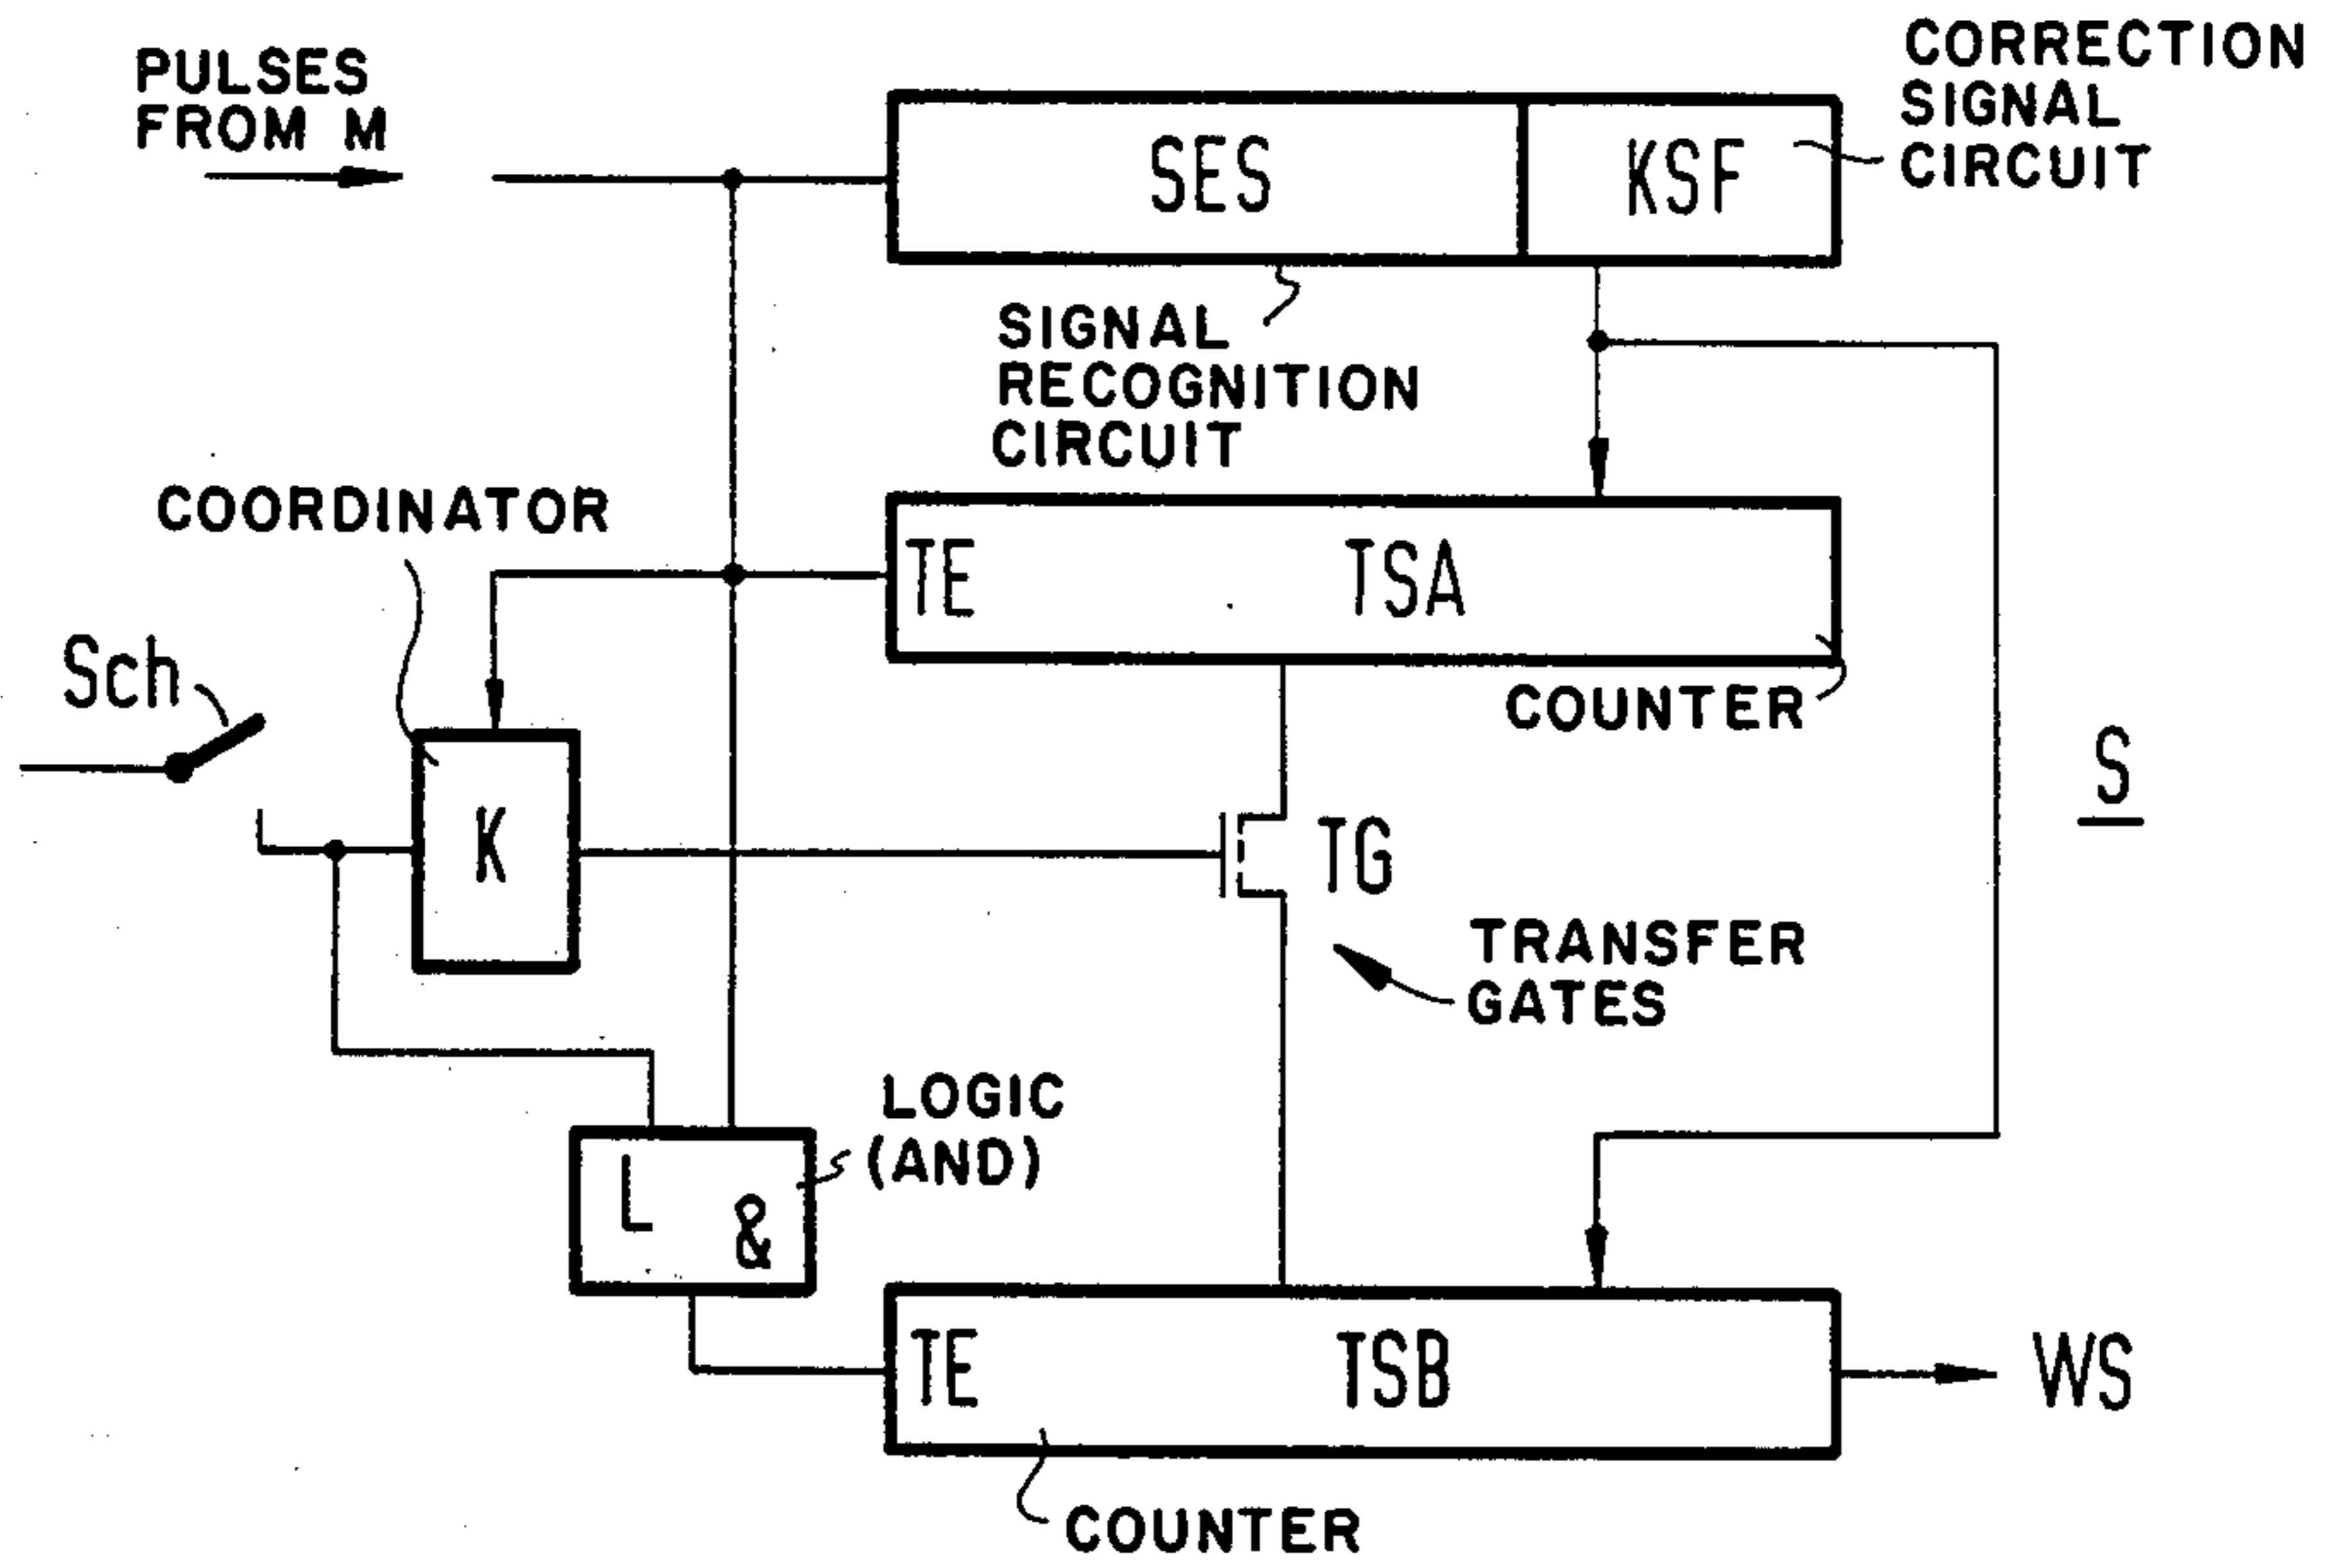 PULSES
FROM M
CORRECTION
SIGNAL
CIRCUIT
SES
KSF
SIGNAL
RECOGNITION
CIRCUIT
COORDINATOR
TE
TSA
Sch
COUNTER
S
K
TG
TRANSFER
GATES
LOGIC
(AND)
L
&
TE
TSB
WS
COUNTER